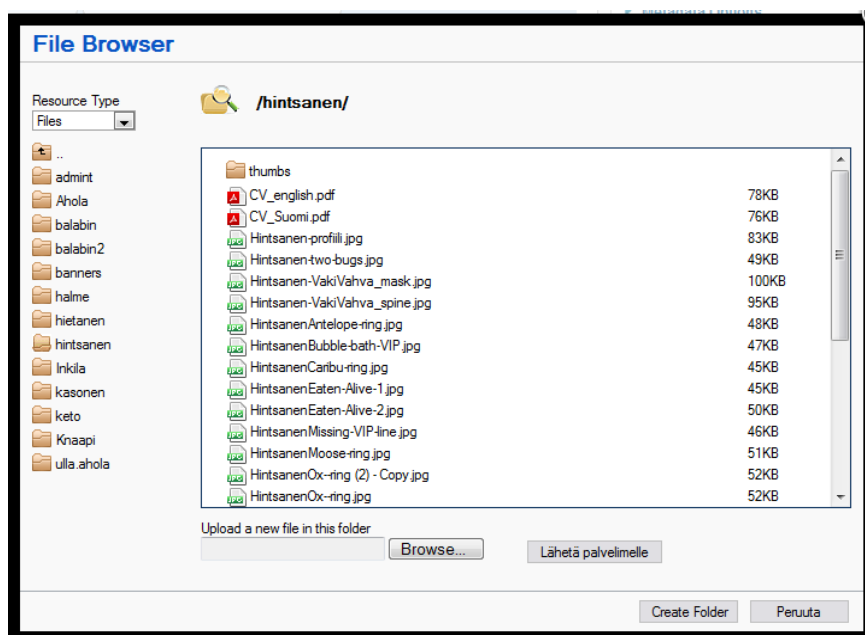 Metadata Options
File Browser
Resource Type
Files
/hintsanen/
..
admint
Ahola
balabin
balabin2
banners
halme
hietanen
hintsanen
Inkila
kasonen
keto
Knaapi
ulla.ahola
thumbs
CV_english.pdf 78KB
CV_Suomi.pdf 76KB
Hintsanen-profiili.jpg 83KB
Hintsanen-two-bugs.jpg 49KB
Hintsanen-VakiVahva_mask.jpg 100KB
Hintsanen-VakiVahva_spine.jpg 95KB
HintsanenAntelope-ring.jpg 48KB
HintsanenBubble-bath-VIP.jpg 47KB
HintsanenCaribu-ring.jpg 45KB
HintsanenEaten-Alive-1.jpg 45KB
HintsanenEaten-Alive-2.jpg 50KB
HintsanenMissing-VIP-line.jpg 46KB
HintsanenMoose-ring.jpg 51KB
HintsanenOx--ring (2) - Copy.jpg 52KB
HintsanenOx--ring.jpg 52KB
Upload a new file in this folder
Browse...
Lähetä palvelimelle
Create Folder
Peruuta